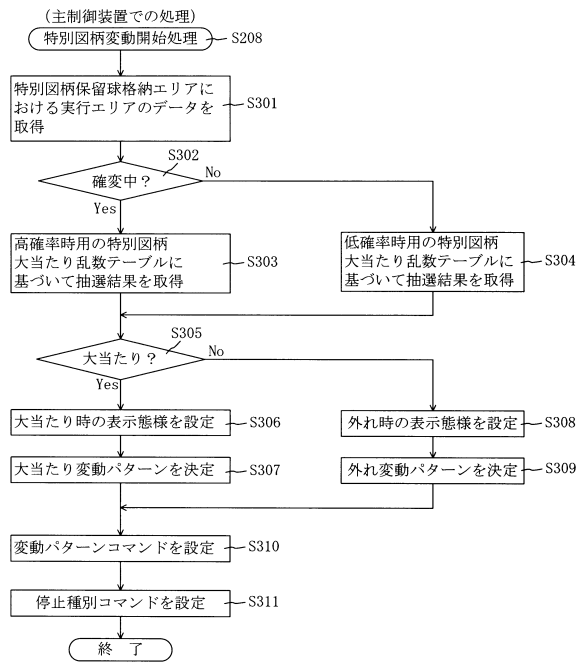 （主制御装置での処理）
特別図柄変動開始処理
S208
特別図柄保留球格納エリアに
おける実行エリアのデータを
取得
S301
S302
確変中？
No
Yes
高確率時用の特別図柄
大当たり乱数テーブルに
基づいて抽選結果を取得
S303
低確率時用の特別図柄
大当たり乱数テーブルに
基づいて抽選結果を取得
S304
S305
大当たり？
No
Yes
大当たり時の表示態様を設定
S306
外れ時の表示態様を設定
S308
大当たり変動パターンを決定
S307
外れ変動パターンを決定
S309
変動パターンコマンドを設定
S310
停止種別コマンドを設定
S311
終　了